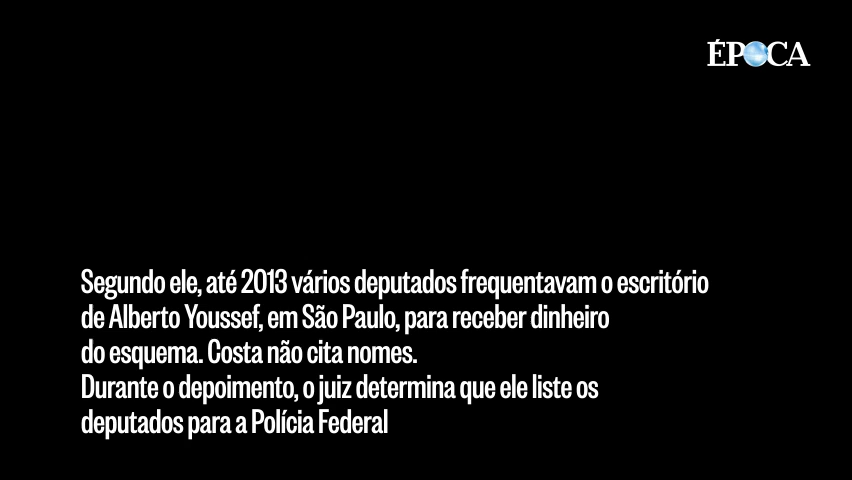 ÉPOCA
Segundo ele, até 2013 vários deputados frequentavam o escritório
de Alberto Youssef, em São Paulo, para receber dinheiro
do esquema. Costa não cita nomes.
Durante o depoimento, o juiz determina que ele liste os
deputados para a Polícia Federal